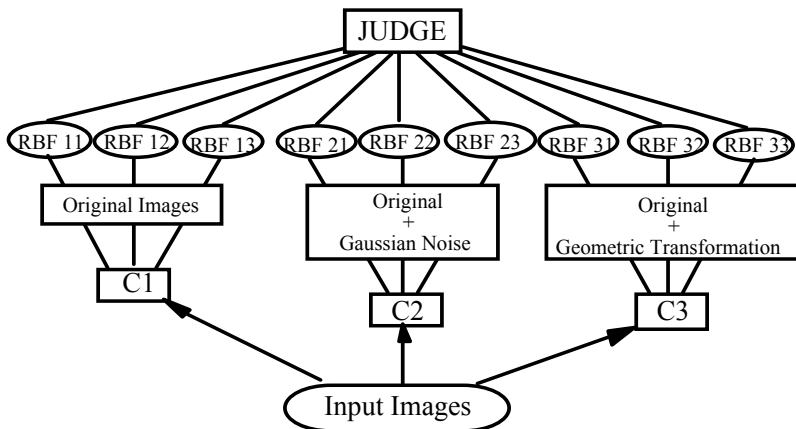 JUDGE
RBF 11
RBF 12
RBF 13
RBF 21
RBF 22
RBF 23
RBF 31
RBF 32
RBF 33
Original Images
Original
+
Gaussian Noise
Original
+
Geometric Transformation
C1
C2
C3
Input Images